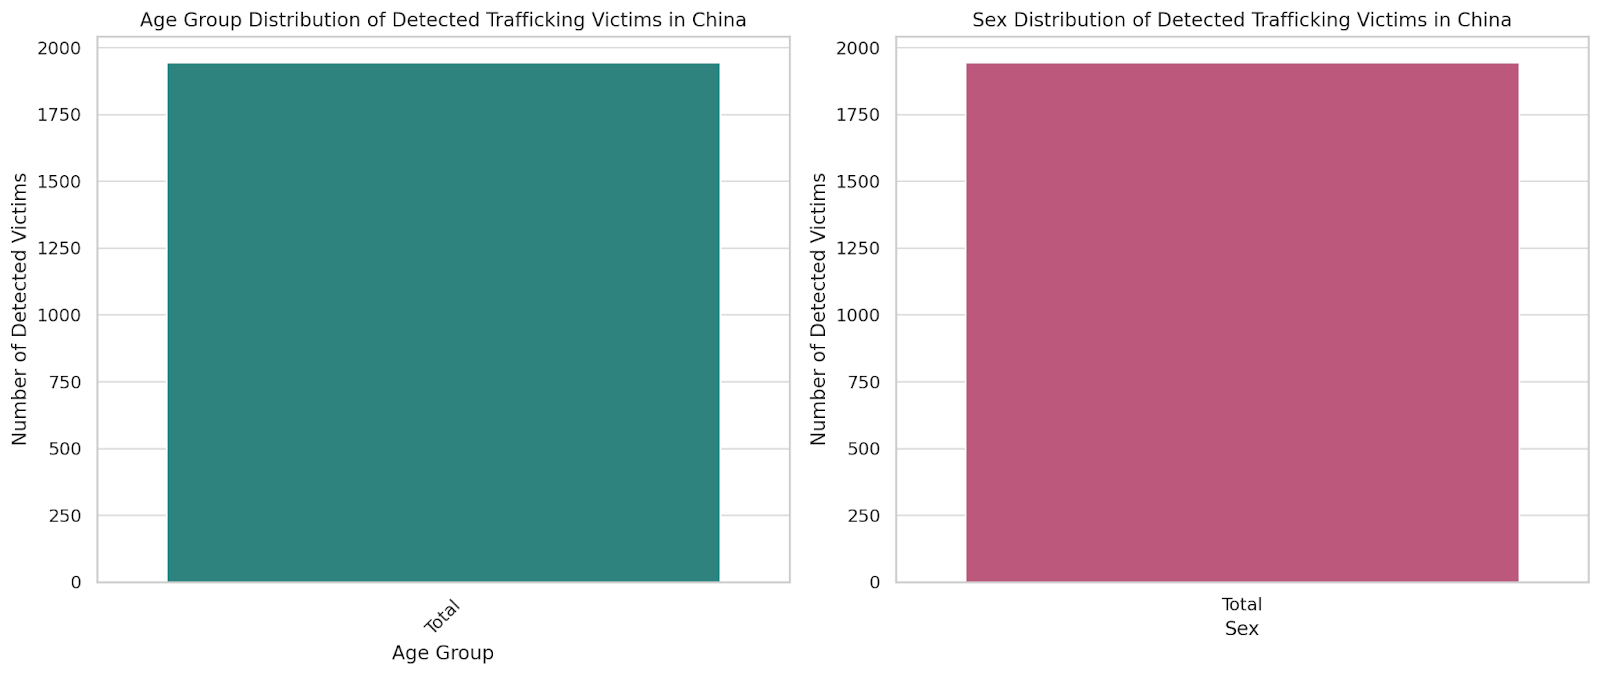 Age Group Distribution of Detected Trafficking Victims in China
Number of Detected Victims
2000
1750
1500
1250
1000
750
500
250
0
Total
Age Group
Sex Distribution of Detected Trafficking Victims in China
Number of Detected Victims
2000
1750
1500
1250
1000
750
500
250
0
Total
Sex